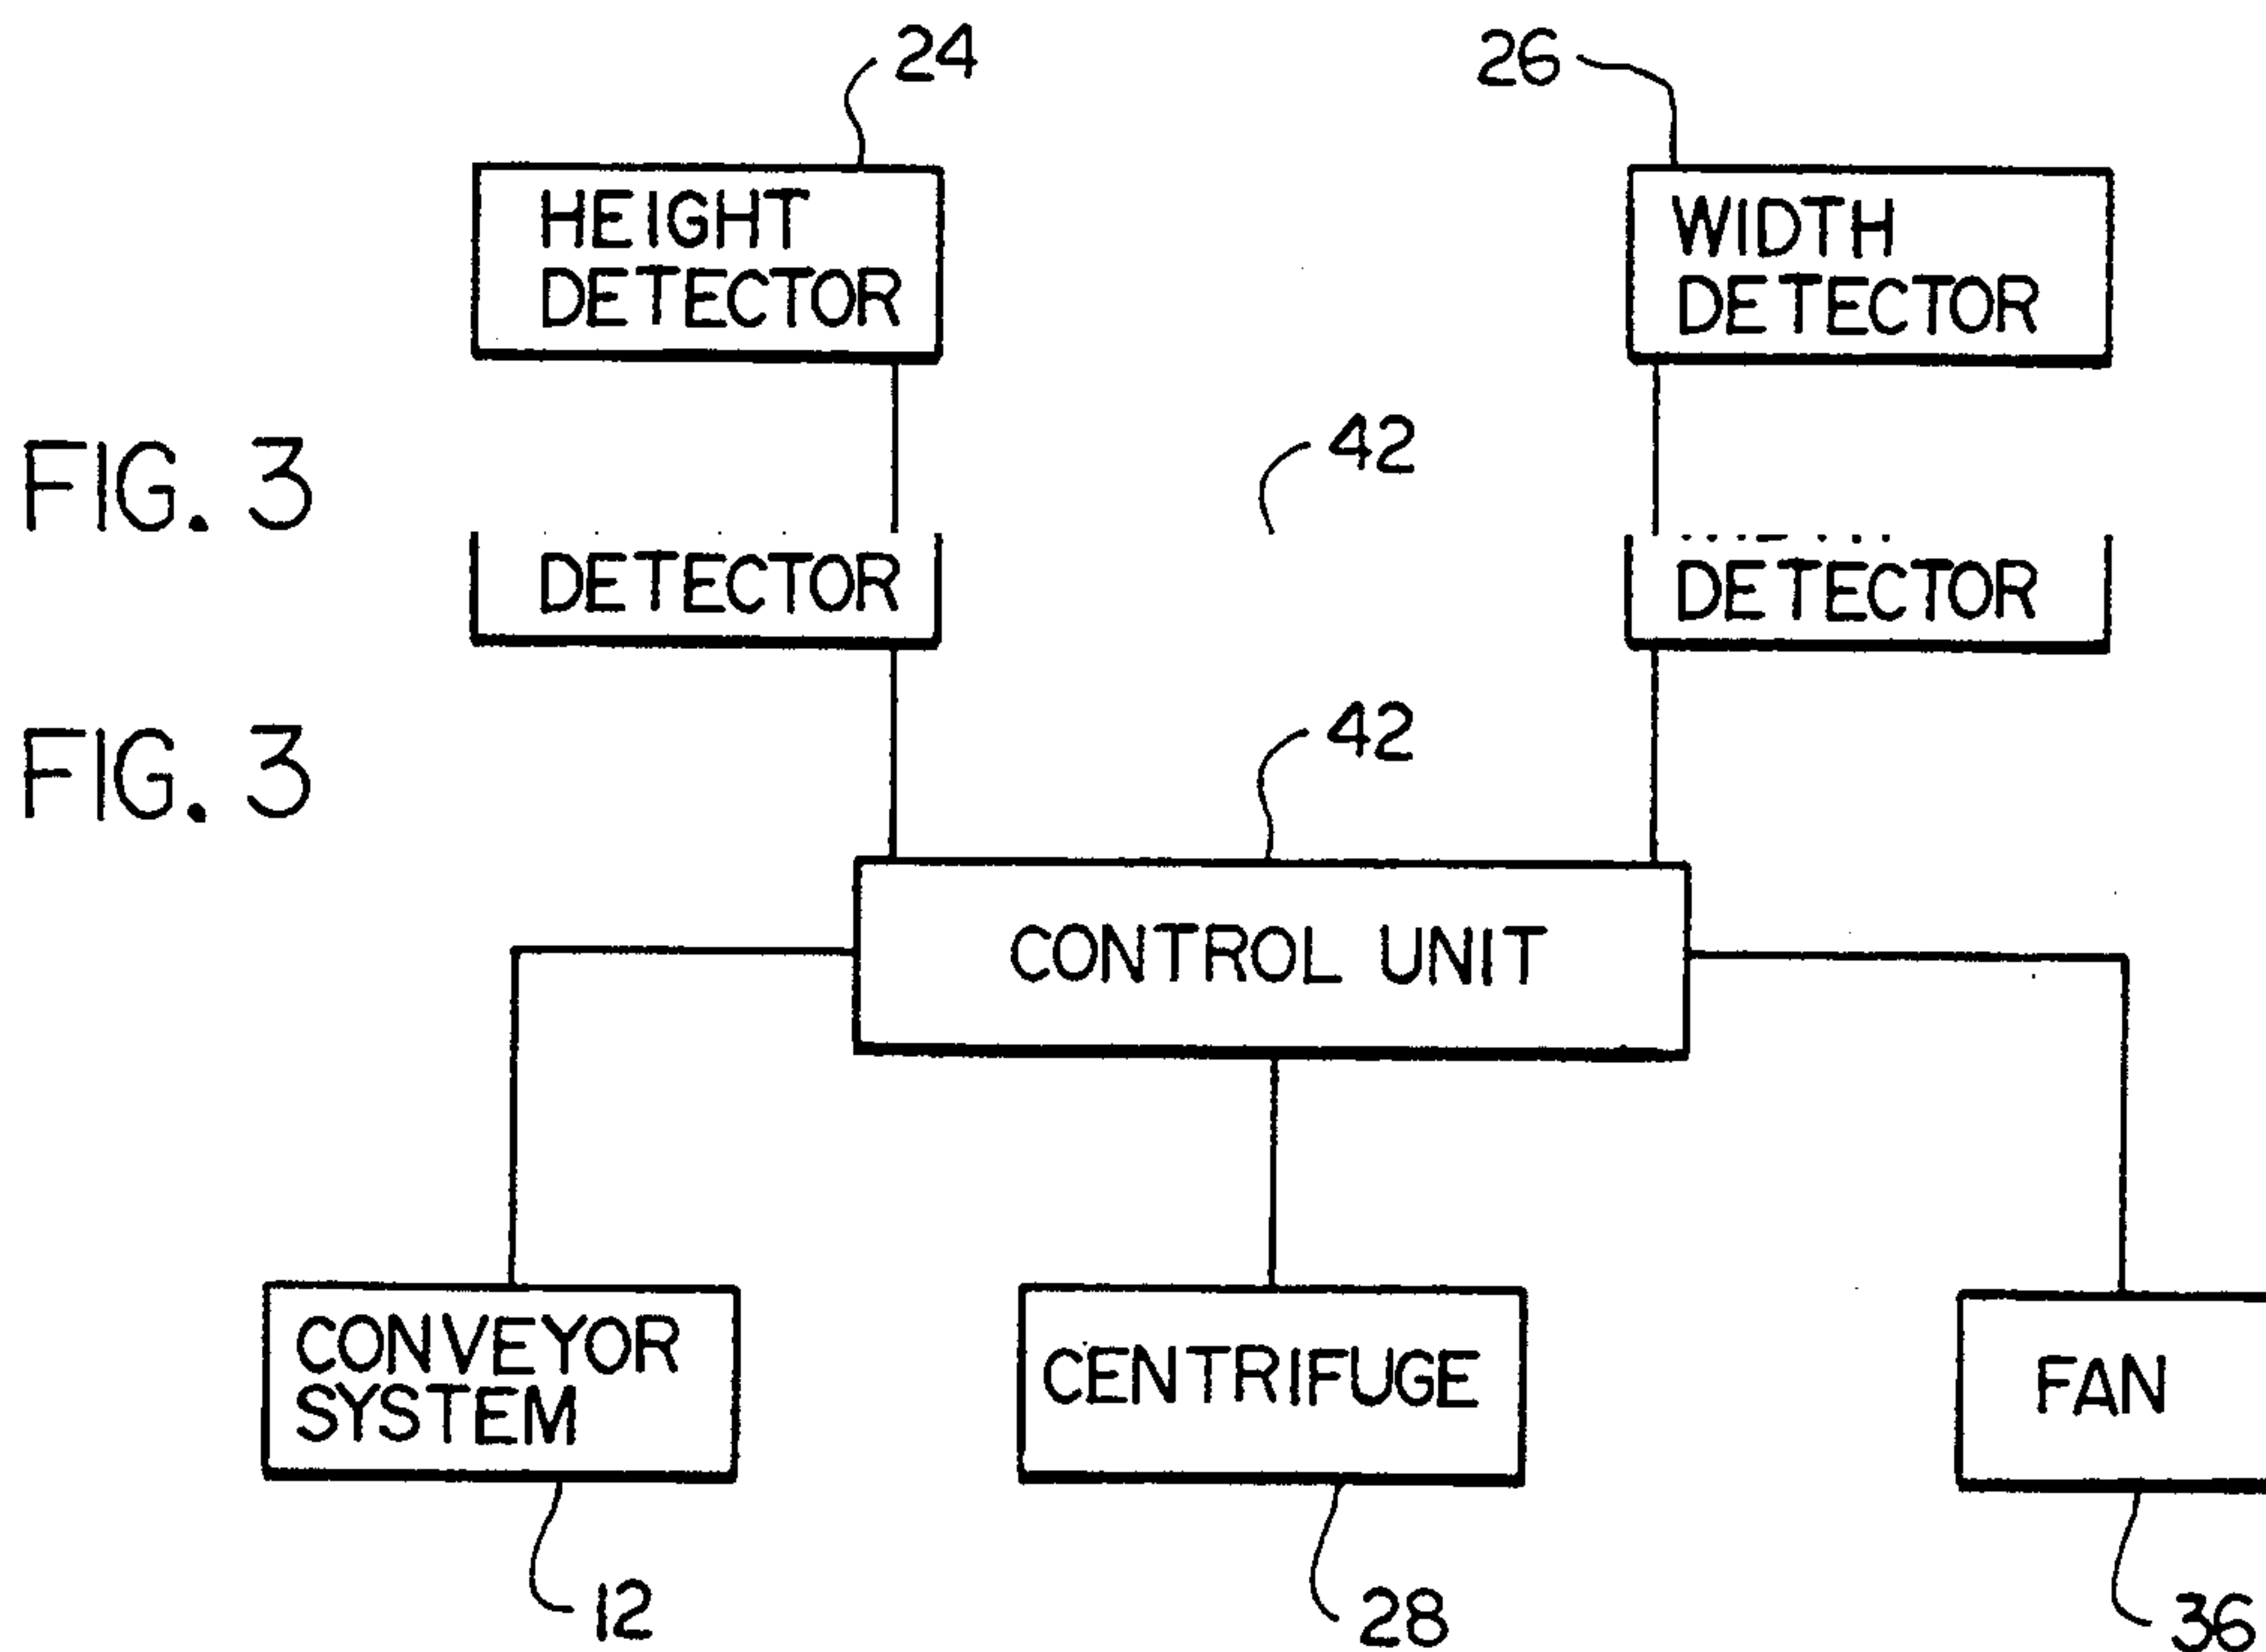 24
26
HEIGHT
DETECTOR
WIDTH
DETECTOR
42
FIG. 3
DETECTOR
DETECTOR
42
FIG. 3
CONTROL UNIT
CONVEYOR
SYSTEM
CENTRIFUGE
FAN
12
28
36